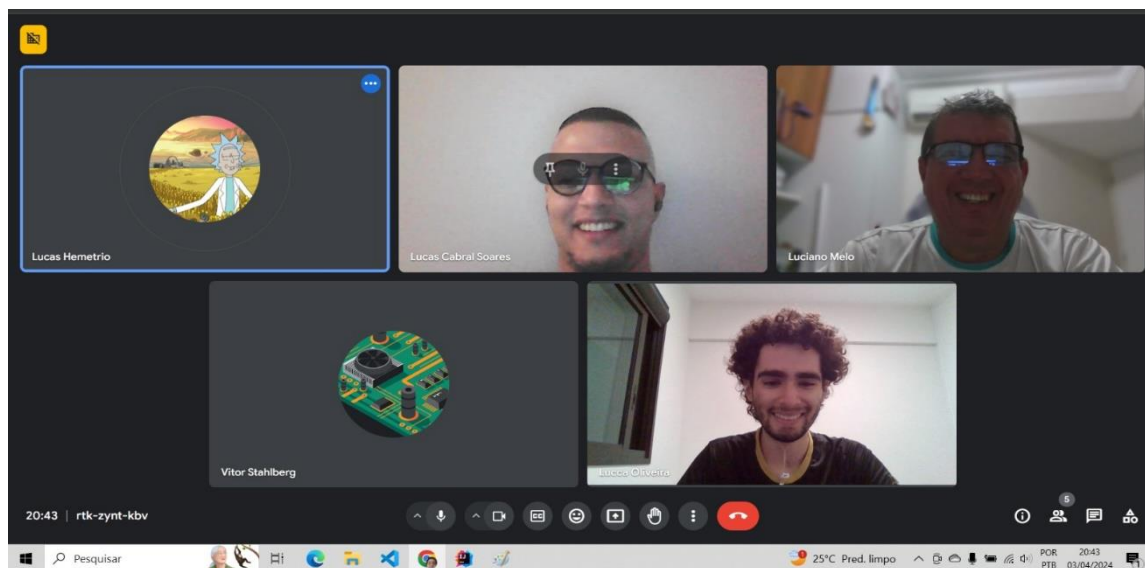 Lucas Hemetrio
Lucas Cabral Soares
Luciano Melo
Vitor Stahlberg
Lucca Oliveira
20:43 | rtk-zynt-kbv
CC
5
Pesquisar
25°C Pred. limpo
POR
PTB
20:43
03/04/2024